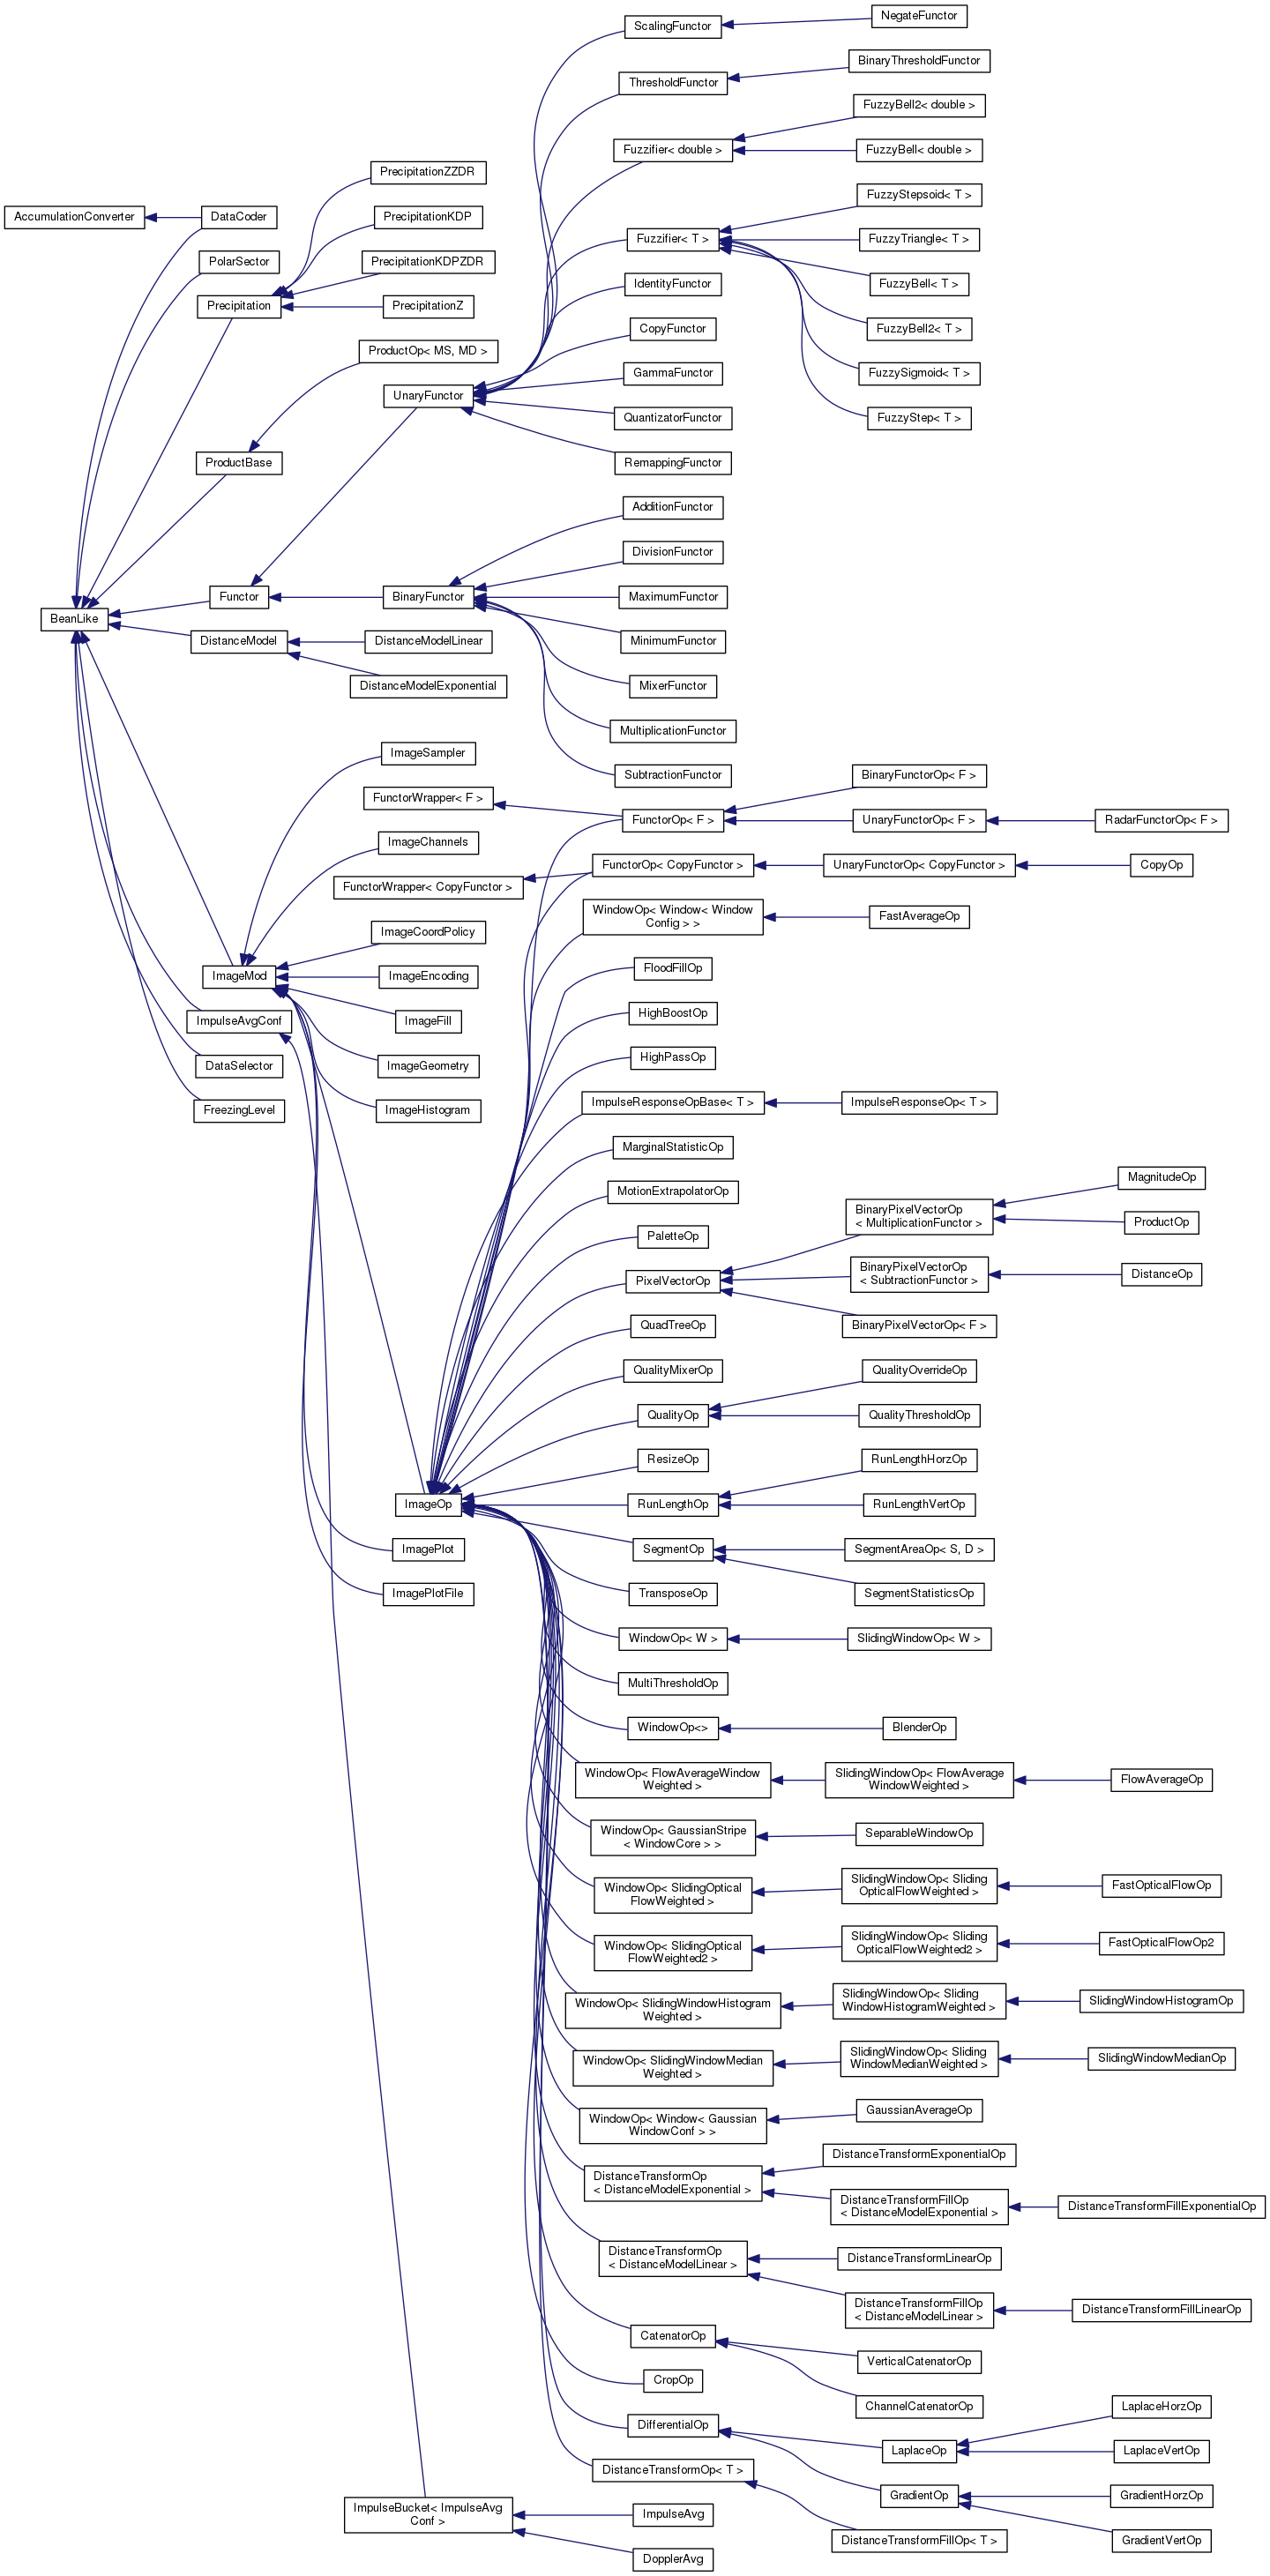 ScalingFunctor
NegateFunctor
ThresholdFunctor
BinaryThresholdFunctor
Fuzzifier< double >
FuzzyBell2< double >
FuzzyBell< double >
PrecipitationZZDR
AccumulationConverter
DataCoder
PrecipitationKDP
FuzzyStepsoid< T >
Fuzzifier< T >
FuzzyTriangle< T >
PolarSector
PrecipitationKDPZDR
IdentityFunctor
FuzzyBell< T >
Precipitation
PrecipitationZ
CopyFunctor
FuzzyBell2< T >
ProductOp< MS, MD >
GammaFunctor
FuzzySigmoid< T >
UnaryFunctor
QuantizatorFunctor
FuzzyStep< T >
ProductBase
RemappingFunctor
AdditionFunctor
DivisionFunctor
Functor
BinaryFunctor
MaximumFunctor
BeanLike
DistanceModel
DistanceModelLinear
MinimumFunctor
DistanceModelExponential
MixerFunctor
MultiplicationFunctor
ImageSampler
SubtractionFunctor
BinaryFunctorOp< F >
FunctorWrapper< F >
FunctorOp< F >
UnaryFunctorOp< F >
RadarFunctorOp< F >
ImageChannels
FunctorWrapper< CopyFunctor >
FunctorOp< CopyFunctor >
UnaryFunctorOp< CopyFunctor >
CopyOp
WindowOp< Window< Window
Config > >
FastAverageOp
ImageCoordPolicy
ImageMod
ImageEncoding
FloodFillOp
ImpulseAvgConf
ImageFill
HighBoostOp
DataSelector
ImageGeometry
HighPassOp
FreezingLevel
ImageHistogram
ImpulseResponseOpBase< T >
ImpulseResponseOp< T >
MarginalStatisticOp
MotionExtrapolatorOp
MagnitudeOp
BinaryPixelVectorOp
< MultiplicationFunctor >
ProductOp
PaletteOp
PixelVectorOp
BinaryPixelVectorOp
< SubtractionFunctor >
DistanceOp
QuadTreeOp
BinaryPixelVectorOp< F >
QualityMixerOp
QualityOverrideOp
QualityOp
QualityThresholdOp
ResizeOp
RunLengthHorzOp
ImageOp
RunLengthOp
RunLengthVertOp
ImagePlot
SegmentOp
SegmentAreaOp< S, D >
ImagePlotFile
TransposeOp
SegmentStatisticsOp
WindowOp< W >
SlidingWindowOp< W >
MultiThresholdOp
WindowOp<>
BlenderOp
WindowOp< FlowAverageWindow
Weighted >
SlidingWindowOp< FlowAverage
WindowWeighted >
FlowAverageOp
WindowOp< GaussianStripe
< WindowCore > >
SeparableWindowOp
WindowOp< SlidingOptical
FlowWeighted >
SlidingWindowOp< Sliding
OpticalFlowWeighted >
FastOpticalFlowOp
WindowOp< SlidingOptical
FlowWeighted2 >
SlidingWindowOp< Sliding
OpticalFlowWeighted2 >
FastOpticalFlowOp2
WindowOp< SlidingWindowHistogram
Weighted >
SlidingWindowOp< Sliding
WindowHistogramWeighted >
SlidingWindowHistogramOp
WindowOp< SlidingWindowMedian
Weighted >
SlidingWindowOp< Sliding
WindowMedianWeighted >
SlidingWindowMedianOp
WindowOp< Window< Gaussian
WindowConf > >
GaussianAverageOp
DistanceTransformOp
< DistanceModelExponential >
DistanceTransformExponentialOp
DistanceTransformFillOp
< DistanceModelExponential >
DistanceTransformFillExponentialOp
DistanceTransformOp
< DistanceModelLinear >
DistanceTransformLinearOp
DistanceTransformFillOp
< DistanceModelLinear >
DistanceTransformFillLinearOp
CatenatorOp
VerticalCatenatorOp
CropOp
ChannelCatenatorOp
DifferentialOp
LaplaceHorzOp
LaplaceOp
LaplaceVertOp
DistanceTransformOp< T >
GradientOp
GradientHorzOp
ImpulseBucket< ImpulseAvg
Conf >
ImpulseAvg
DistanceTransformFillOp< T >
GradientVertOp
DopplerAvg